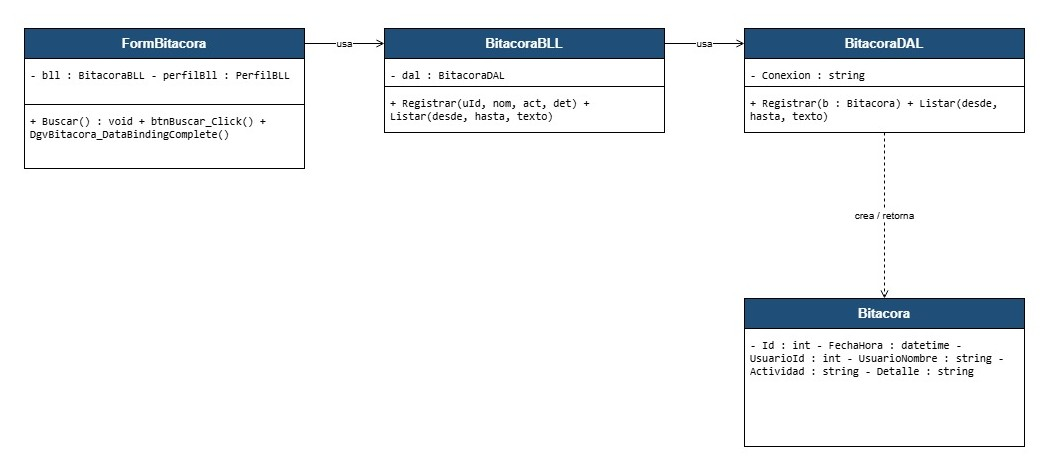 FormBitacora
- bll : BitacoraBLL - perfilBll : PerfilBLL
+ Buscar() : void + btnBuscar_Click() +
DgvBitacora_DataBindingComplete()
usa
BitacoraBLL
- dal : BitacoraDAL
+ Registrar(uId, nom, act, det) +
Listar(desde, hasta, texto)
usa
BitacoraDAL
- Conexion : string
+ Registrar(b : Bitacora) + Listar(desde,
hasta, texto)
crea / retorna
Bitacora
- Id : int - FechaHora : datetime -
UsuarioId : int - UsuarioNombre : string -
Actividad : string - Detalle : string